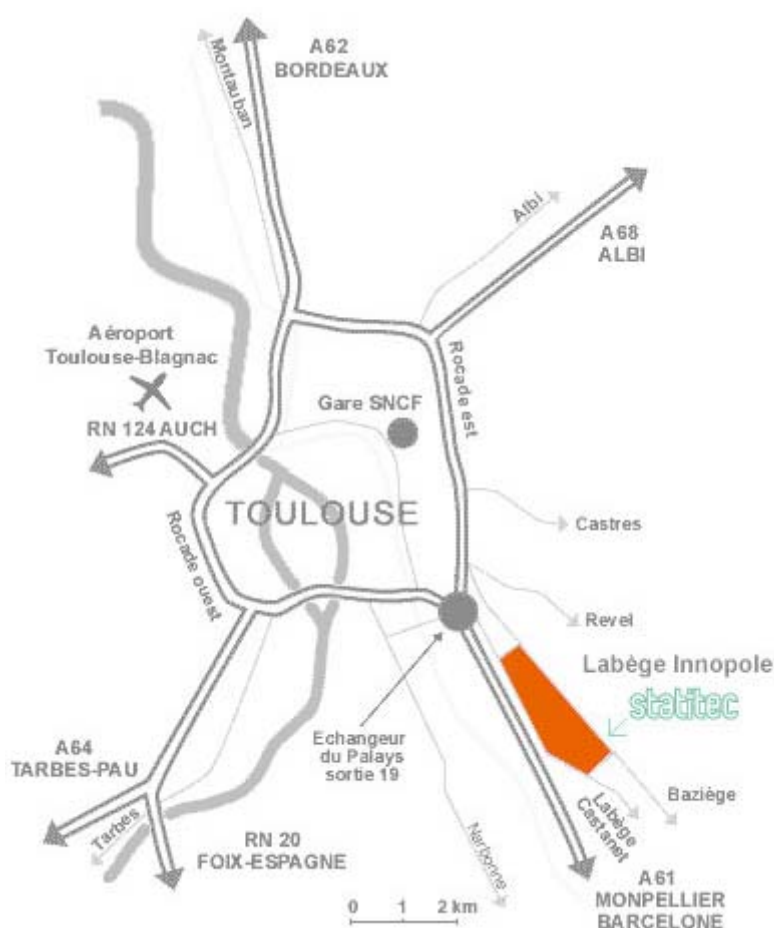 A62
BORDEAUX
Montauban
Albi
A68
ALBI
Aéroport
Toulouse-Blagnac
Rocade est
Gare SNCF
RN 124 AUCH
TOULOUSE
Castres
Rocade ouest
Revel
Labège Innopole
statitec
Echangeur
du Palays
sortie 19
A64
TARBES-PAU
Baziège
Labège
Castanet
Tarbes
RN 20
FOIX-ESPAGNE
Narbonne
A61
MONPELLIER
BARCELONE
0 1 2 km